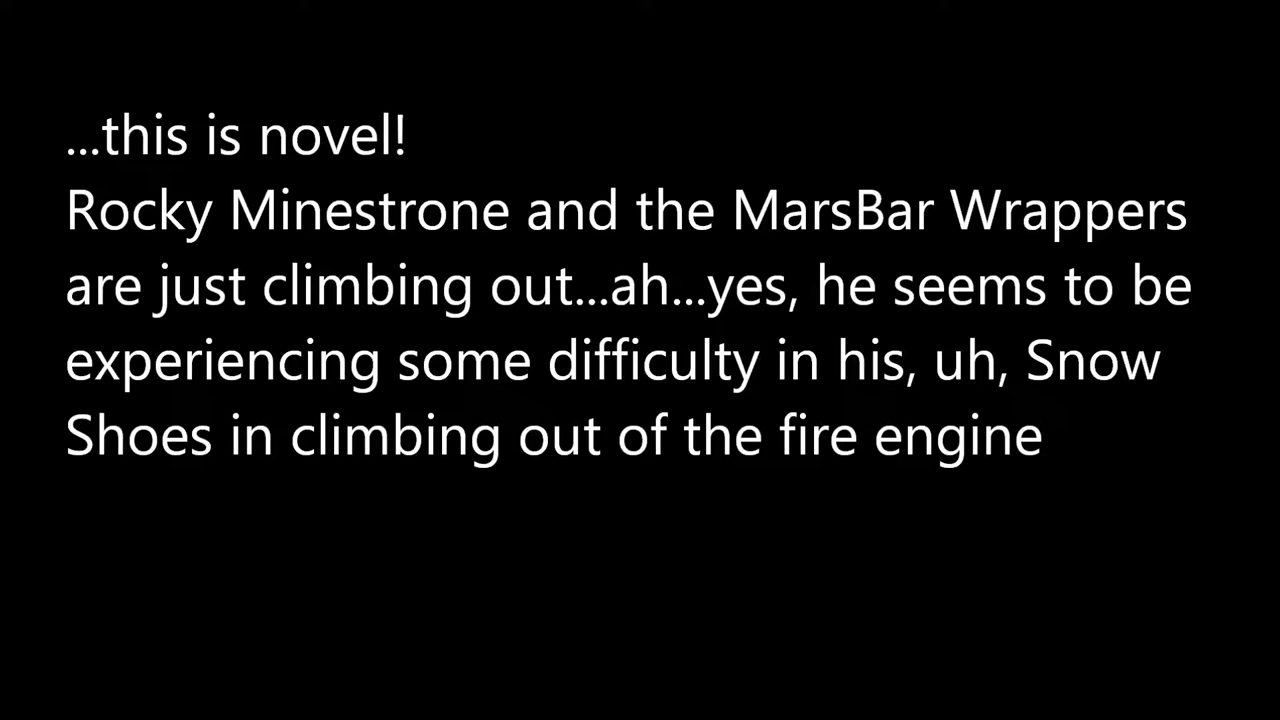 ...this is novel!
Rocky Minestrone and the MarsBar Wrappers
are just climbing out...ah...yes, he seems to be
experiencing some difficulty in his, uh, Snow
Shoes in climbing out of the fire engine